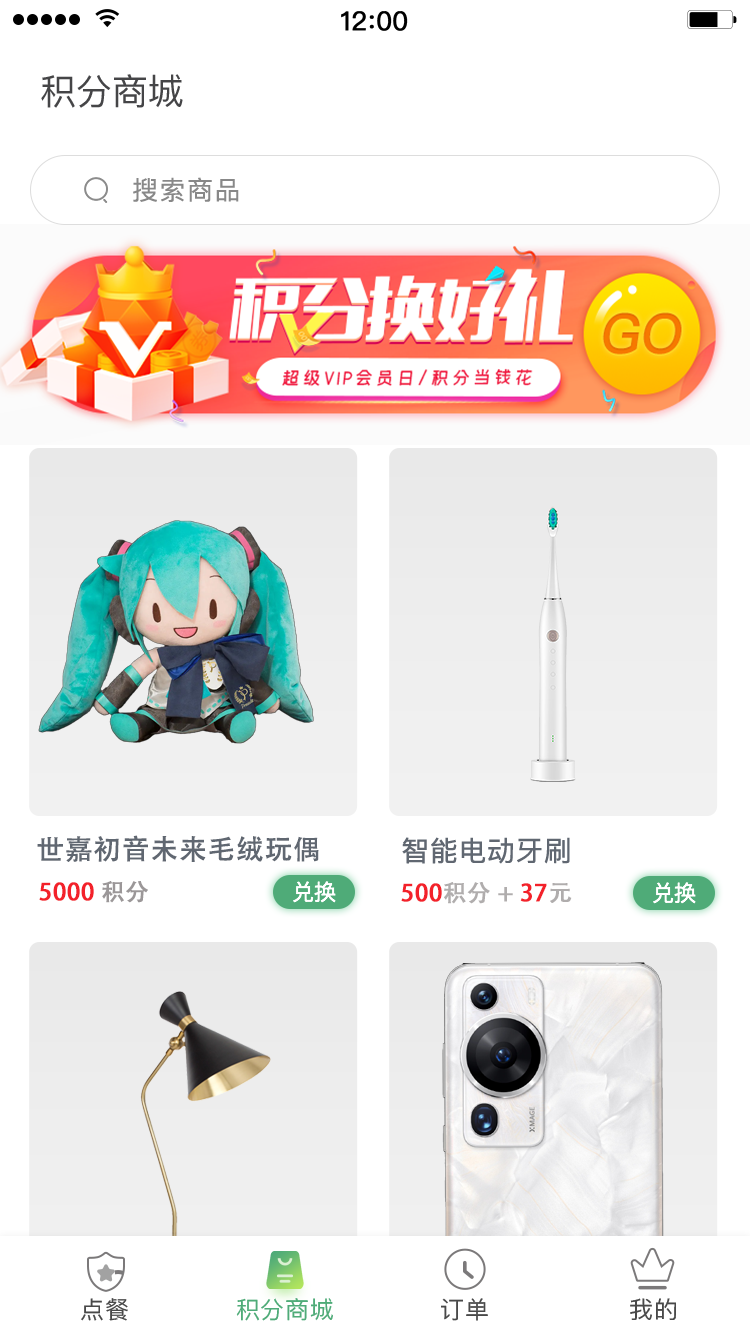 12:00
积分商城
搜索商品
积分换好礼
GO
V
超级VIP会员日/积分当钱花
世嘉初音未来毛绒玩偶
5000 积分
兑换
智能电动牙刷
500积分 + 37元
兑换
XMAGE
点餐
积分商城
订单
我的